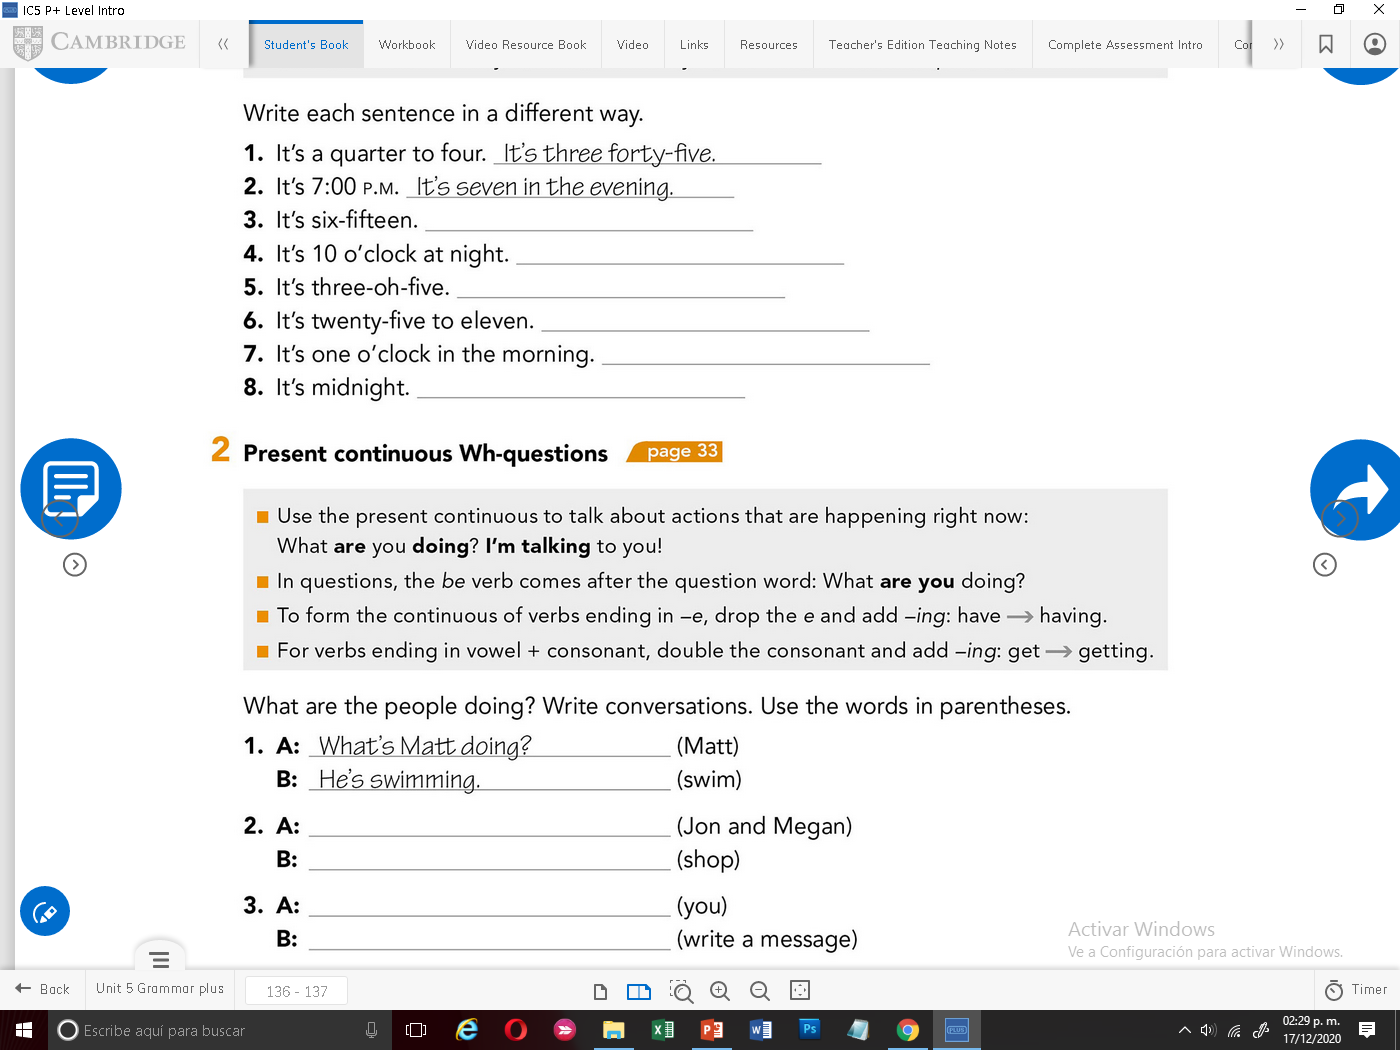 IC5 P+ Level Intro
CAMBRIDGE
Student's Book
Workbook
Video Resource Book
Video
Links
Resources
Teacher's Edition Teaching Notes
Complete Assessment Intro
Write each sentence in a different way.
1. It's a quarter to four. It's three forty-five.
2. It's 7:00 P.M. It's seven in the evening.
3. It's six-fifteen.
4. It's 10 o'clock at night.
5. It's three-oh-five.
6. It's twenty-five to eleven.
7. It's one o'clock in the morning.
8. It's midnight.
2 Present continuous Wh-questions page 33
Use the present continuous to talk about actions that are happening right now:
What are you doing? I'm talking to you!
In questions, the be verb comes after the question word: What are you doing?
To form the continuous of verbs ending in –e, drop the e and add –ing: have → having.
For verbs ending in vowel + consonant, double the consonant and add –ing: get → getting.
What are the people doing? Write conversations. Use the words in parentheses.
1. A: What's Matt doing? (Matt)
B: He's swimming. (swim)
2. A: (Jon and Megan)
B: (shop)
3. A: (you)
B: (write a message)
Activar Windows
Ve a Configuración para activar Windows.
Back
Unit 5 Grammar plus
136 - 137
Timer
Escribe aquí para buscar
Ps
PLUS
02:29 p. m.
17/12/2020